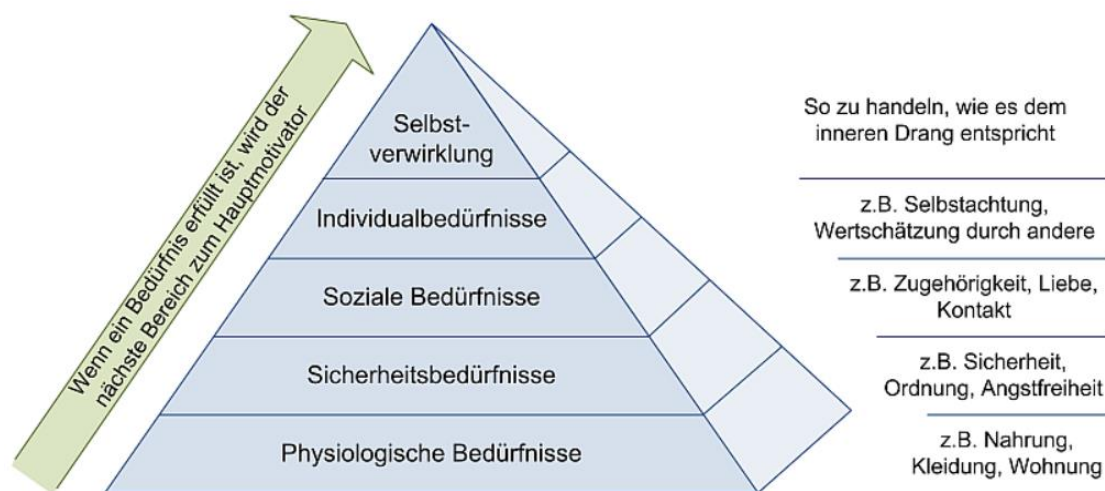 Wenn ein Bedürfnis erfüllt ist, wird der
nächste Bereich zum Hauptmotivator
Selbst-
verwirklung
So zu handeln, wie es dem
inneren Drang entspricht
Individualbedürfnisse
z.B. Selbstachtung,
Wertschätzung durch andere
Soziale Bedürfnisse
z.B. Zugehörigkeit, Liebe,
Kontakt
Sicherheitsbedürfnisse
z.B. Sicherheit,
Ordnung, Angstfreiheit
Physiologische Bedürfnisse
z.B. Nahrung,
Kleidung, Wohnung